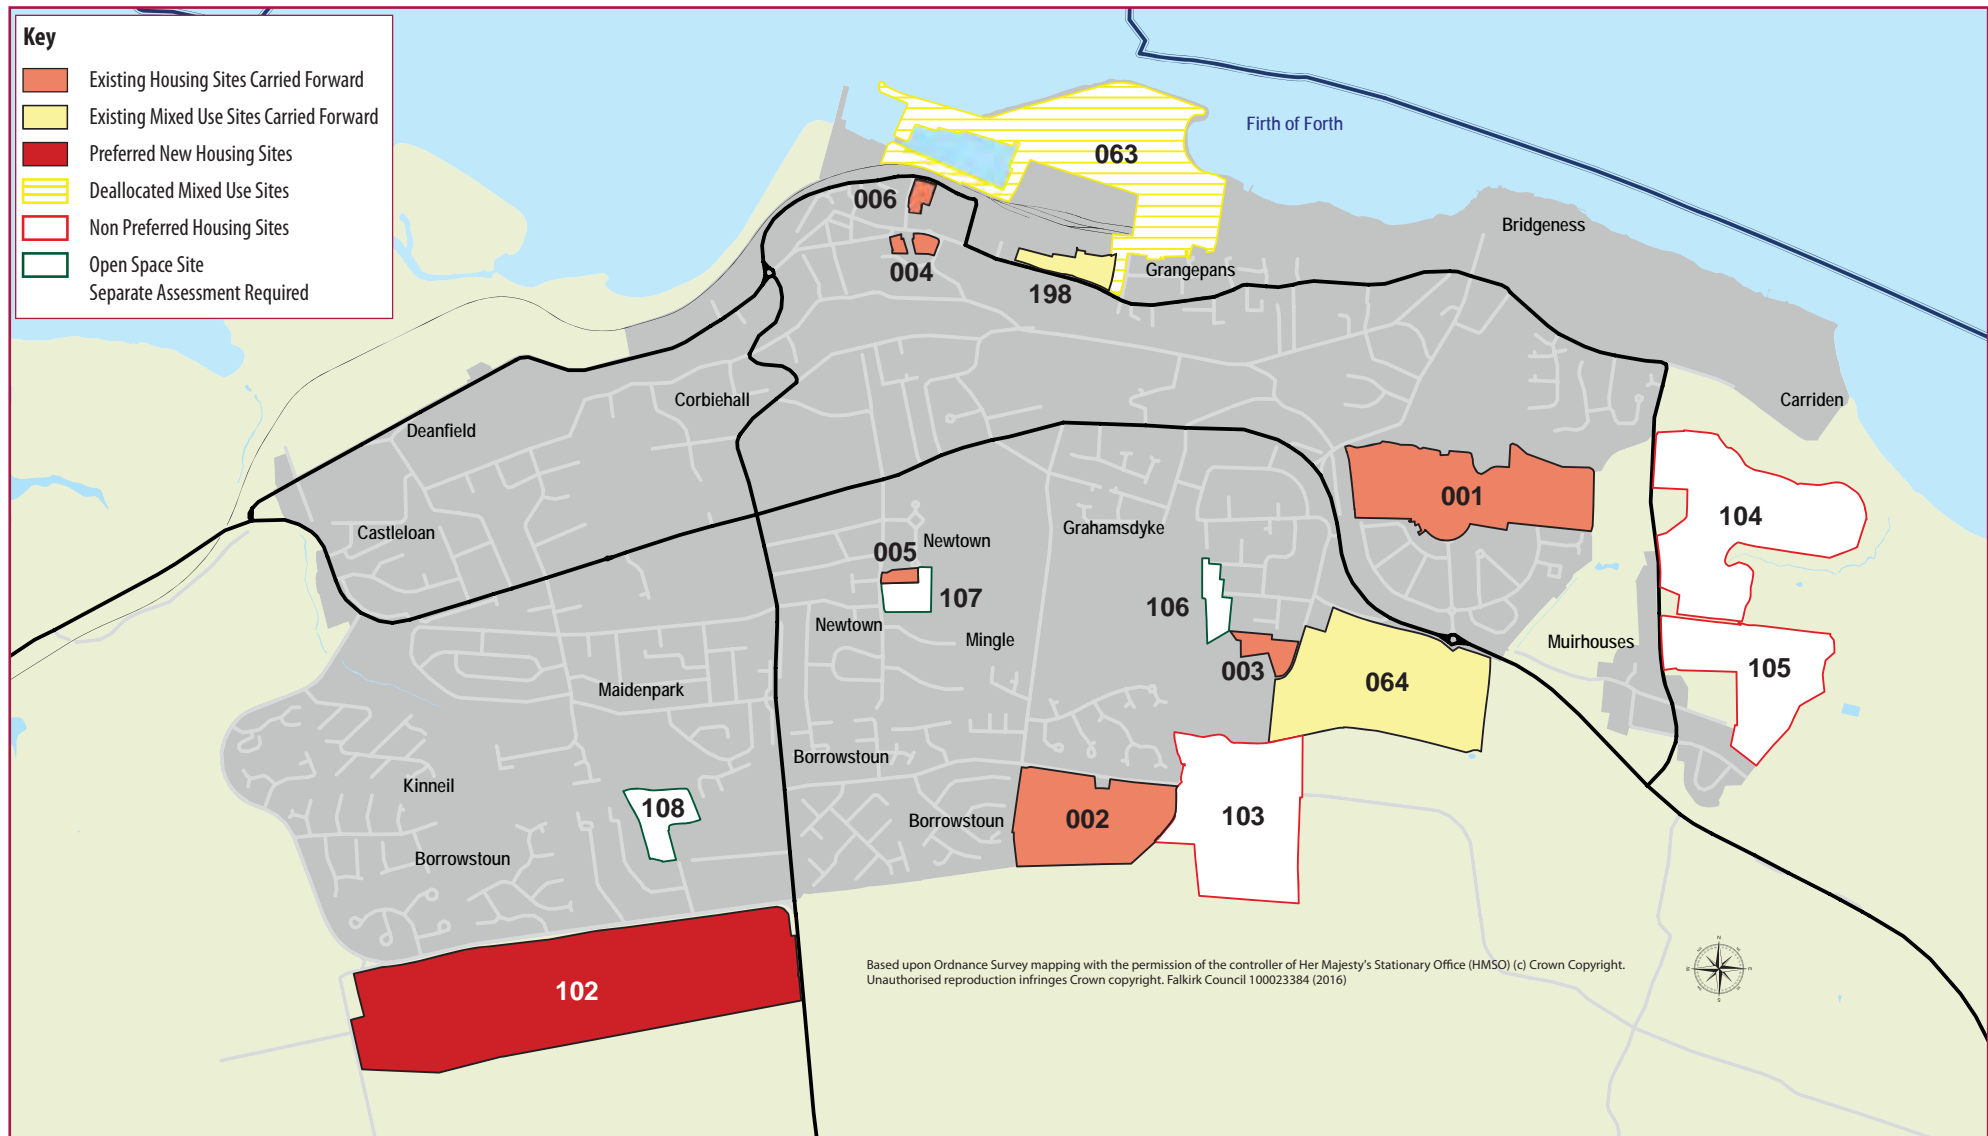 Key
Existing Housing Sites Carried Forward
Existing Mixed Use Sites Carried Forward
Preferred New Housing Sites
Deallocated Mixed Use Sites
Non Preferred Housing Sites
Open Space Site
Separate Assessment Required
Firth of Forth
063
006
004
198
Grangepans
Bridgeness
Carriden
Corbiehall
Deanfield
Castleloan
001
104
Grahamsdyke
Newtown
005
107
106
Newtown
Mingle
Muirhouses
003
064
105
Maidenpark
Borrowstoun
Kinneil
108
Borrowstoun
002
103
Borrowstoun
102
Based upon Ordnance Survey mapping with the permission of the controller of Her Majesty's Stationary Office (HMSO) (c) Crown Copyright.
Unauthorised reproduction infringes Crown copyright. Falkirk Council 100023384 (2016)